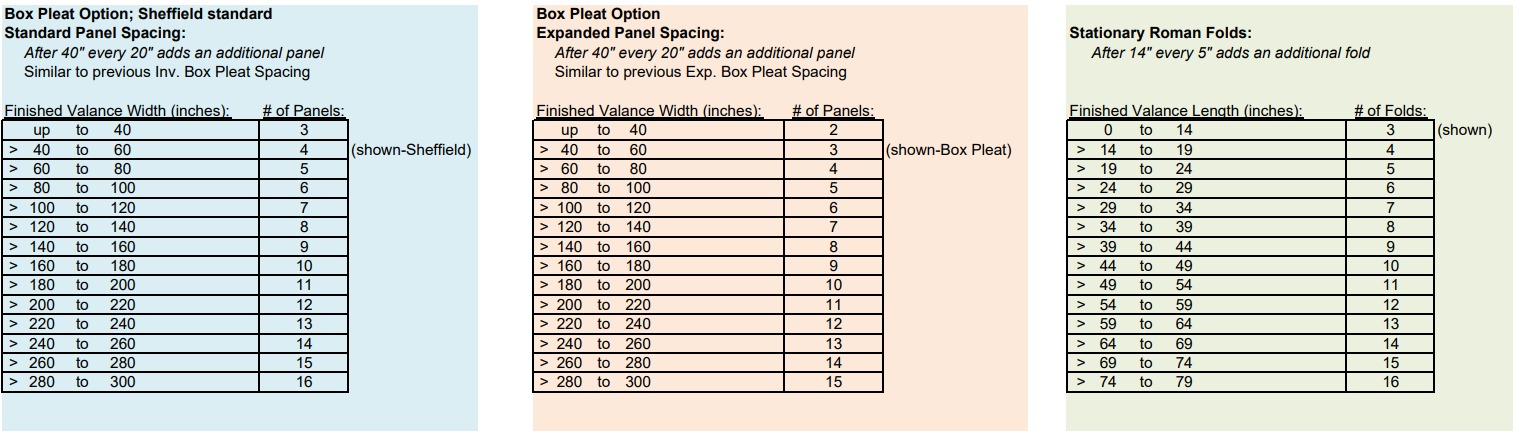 Box Pleat Option; Sheffield standard
Standard Panel Spacing:
After 40" every 20" adds an additional panel
Similar to previous Inv. Box Pleat Spacing
Finished Valance Width (inches): # of Panels:
up to 40 3
> 40 to 60 4 (shown-Sheffield)
> 60 to 80 5
> 80 to 100 6
> 100 to 120 7
> 120 to 140 8
> 140 to 160 9
> 160 to 180 10
> 180 to 200 11
> 200 to 220 12
> 220 to 240 13
> 240 to 260 14
> 260 to 280 15
> 280 to 300 16
Box Pleat Option
Expanded Panel Spacing:
After 40" every 20" adds an additional panel
Similar to previous Exp. Box Pleat Spacing
Finished Valance Width (inches): # of Panels:
up to 40 2
> 40 to 60 3 (shown-Box Pleat)
> 60 to 80 4
> 80 to 100 5
> 100 to 120 6
> 120 to 140 7
> 140 to 160 8
> 160 to 180 9
> 180 to 200 10
> 200 to 220 11
> 220 to 240 12
> 240 to 260 13
> 260 to 280 14
> 280 to 300 15
Stationary Roman Folds:
After 14" every 5" adds an additional fold
Finished Valance Length (inches): # of Folds:
0 to 14 3 (shown)
> 14 to 19 4
> 19 to 24 5
> 24 to 29 6
> 29 to 34 7
> 34 to 39 8
> 39 to 44 9
> 44 to 49 10
> 49 to 54 11
> 54 to 59 12
> 59 to 64 13
> 64 to 69 14
> 69 to 74 15
> 74 to 79 16